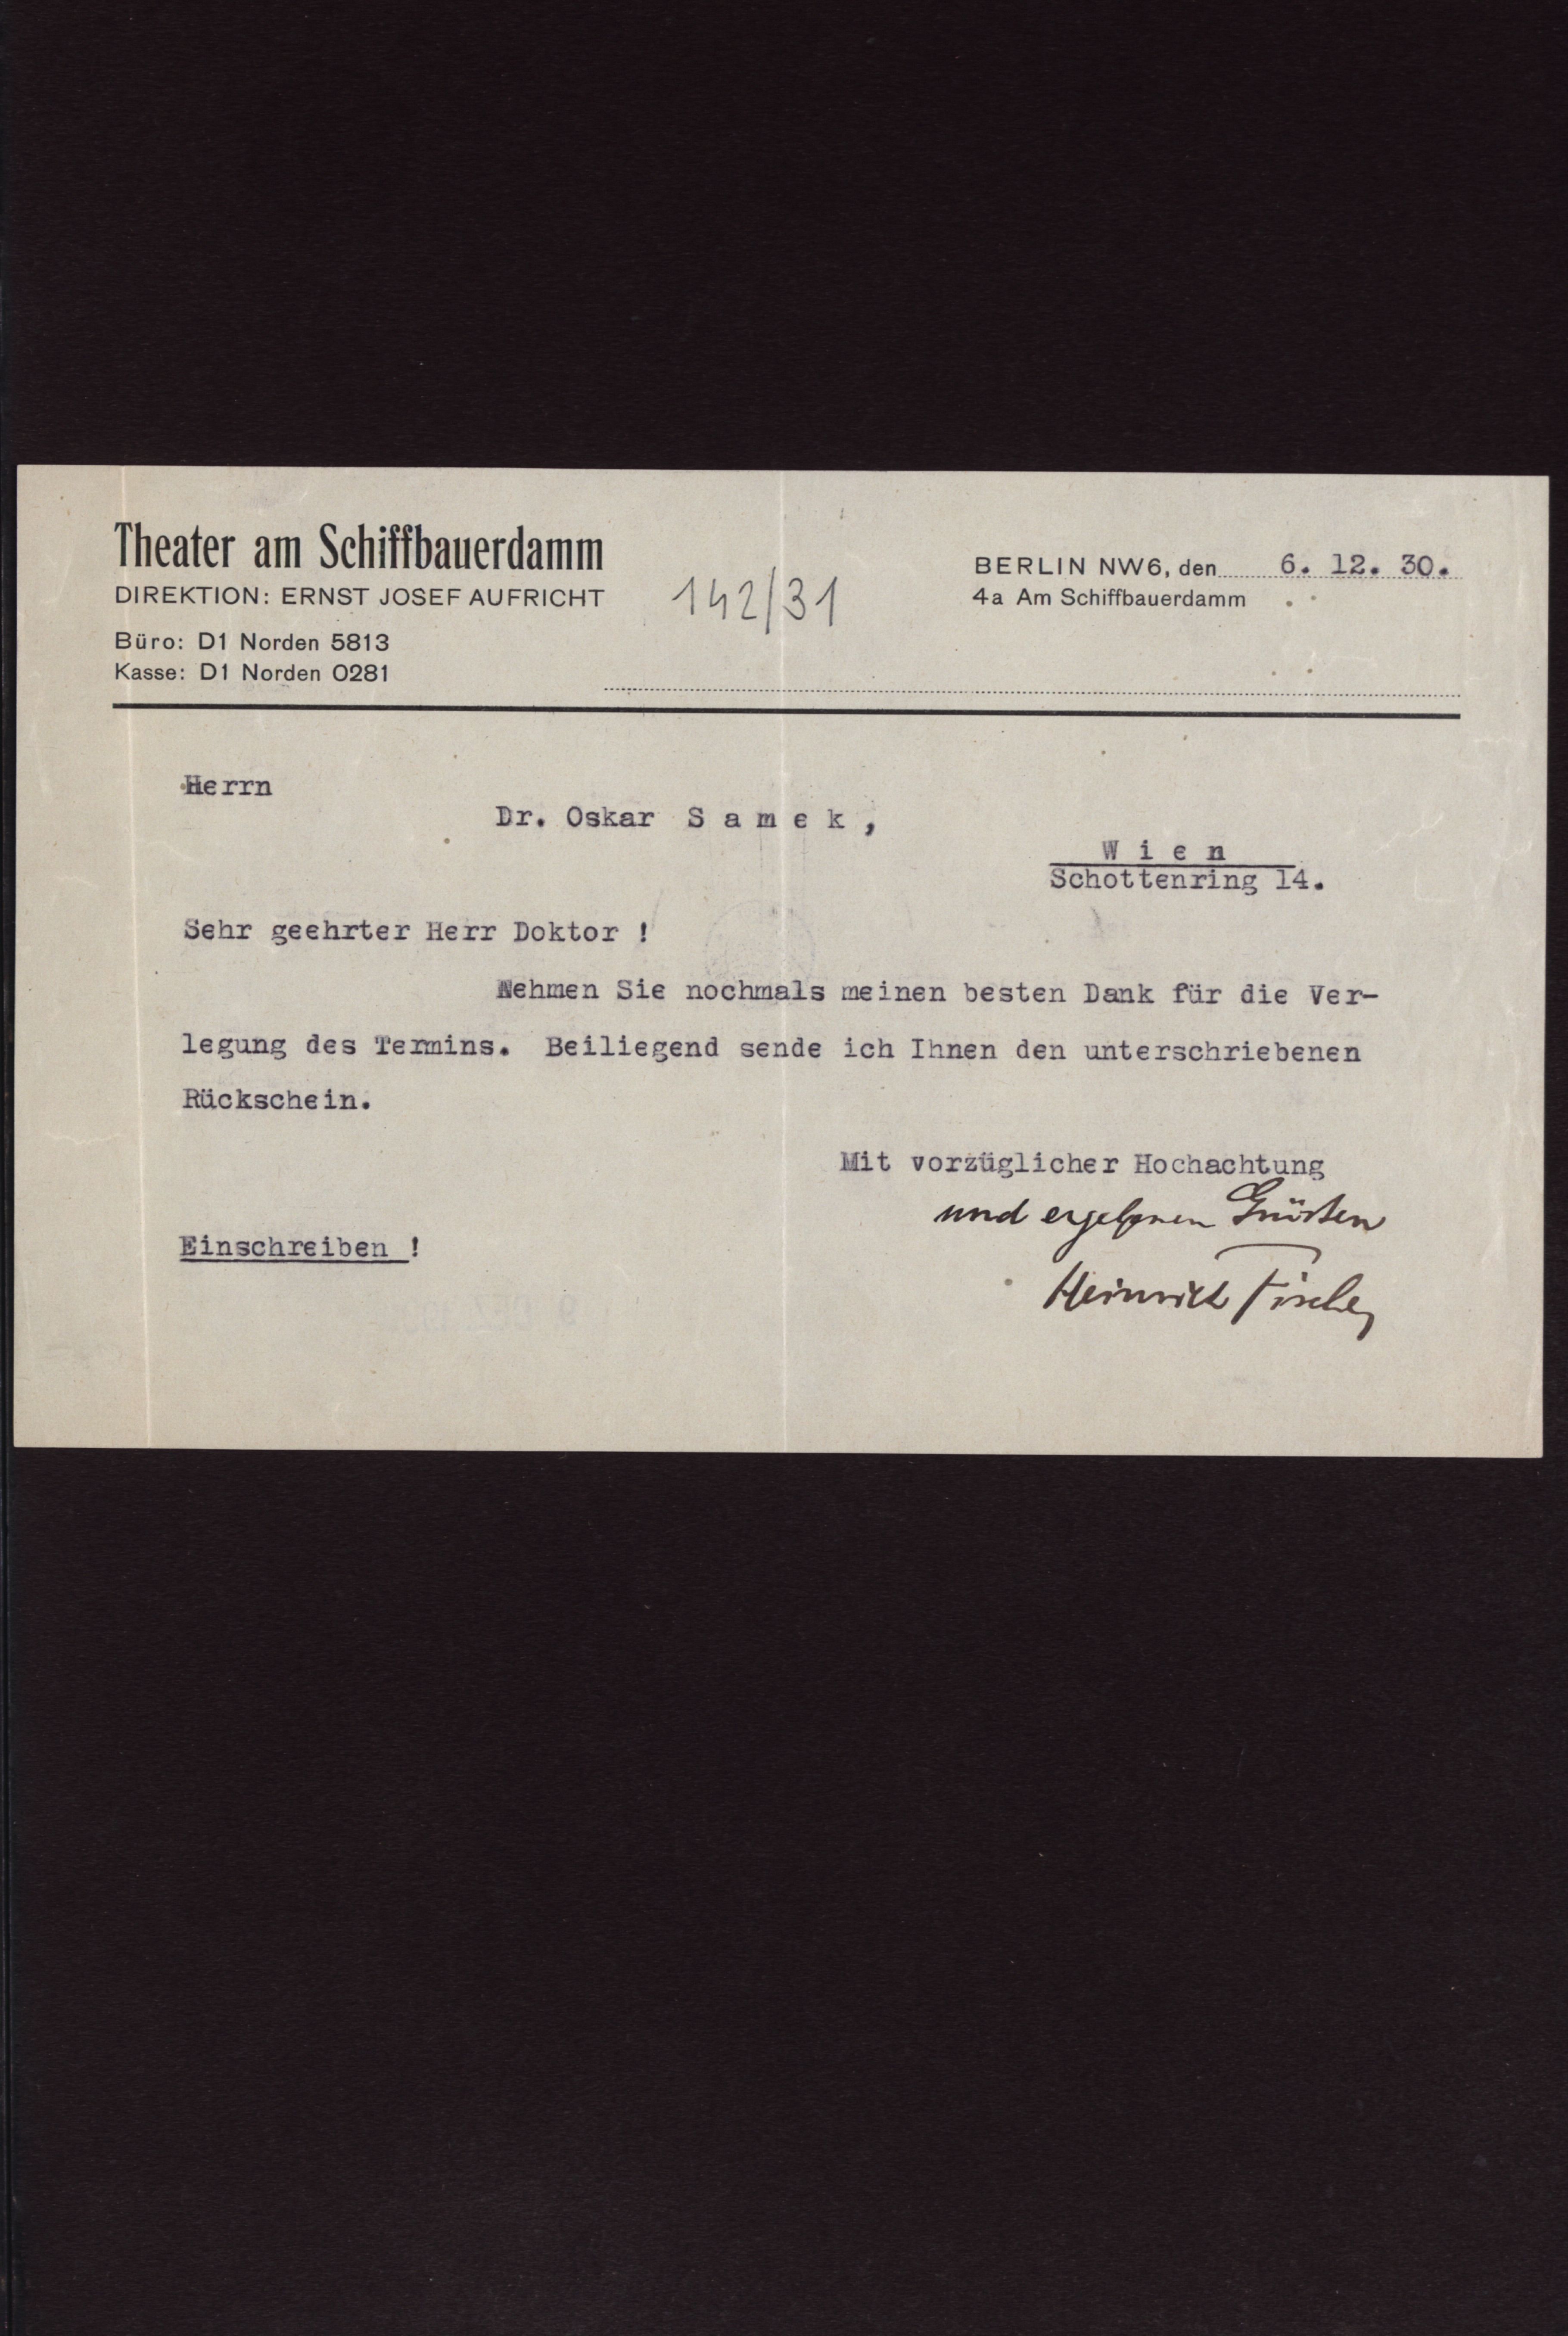 Theater am Schiffbauerdamm
DIREKTION: ERNST JOSEF AUFRICHT
Büro: D1 Norden 5813
Kasse: D1 Norden 0281
142/31
BERLIN NW6, den 6. 12. 30.
4a Am Schiffbauerdamm
Herrn
Dr. Oskar S a m e k ,
W i e n
Schottenring 14.
Sehr geehrter Herr Doktor !
Nehmen Sie nochmals meinen besten Dank für die Ver-
legung des Termins. Beiliegend sende ich Ihnen den unterschriebenen
Rückschein.
Mit vorzüglicher Hochachtung
und ergebenen Grüßen
Einschreiben !
Heinrich Fischer